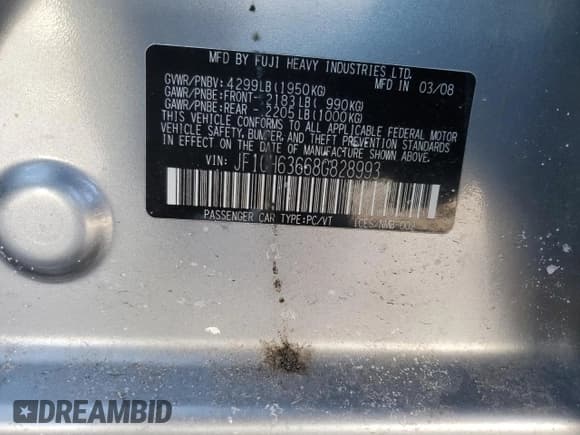 MFD BY FUJI HEAVY INDUSTRIES LTD.
GVWR/PNBV: 4299LB(1950KG) MFD IN 03/08
GAWR/PNBE:FRONT- 2183LB( 990KG)
GAWR/PNBE:REAR - 2205LB(1000KG)
THIS VEHICLE CONFORMS TO ALL APPLICABLE FEDERAL MOTOR
VEHICLE SAFETY, BUMPER AND THEFT PREVENTION STANDARDS
IN EFFECT ON THE DATE OF MANUFACTURE SHOWN ABOVE.
VIN: JF1GH63668G828993
PASSENGER CAR TYPE:PC/VT
DREAMBID